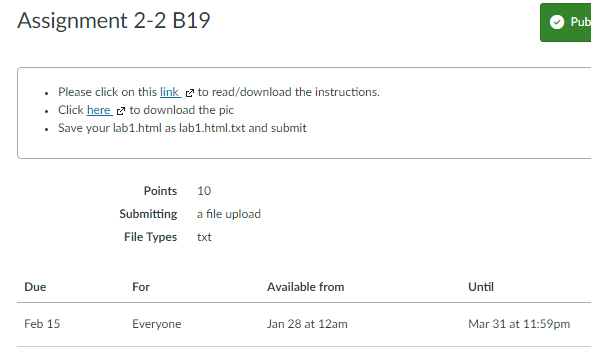 Assignment 2-2 B19
Pub
Please click on this link to read/download the instructions.
Click here to download the pic
Save your lab1.html as lab1.html.txt and submit
Points 10
Submitting a file upload
File Types txt
Due For Available from Until
Feb 15 Everyone Jan 28 at 12am Mar 31 at 11:59pm